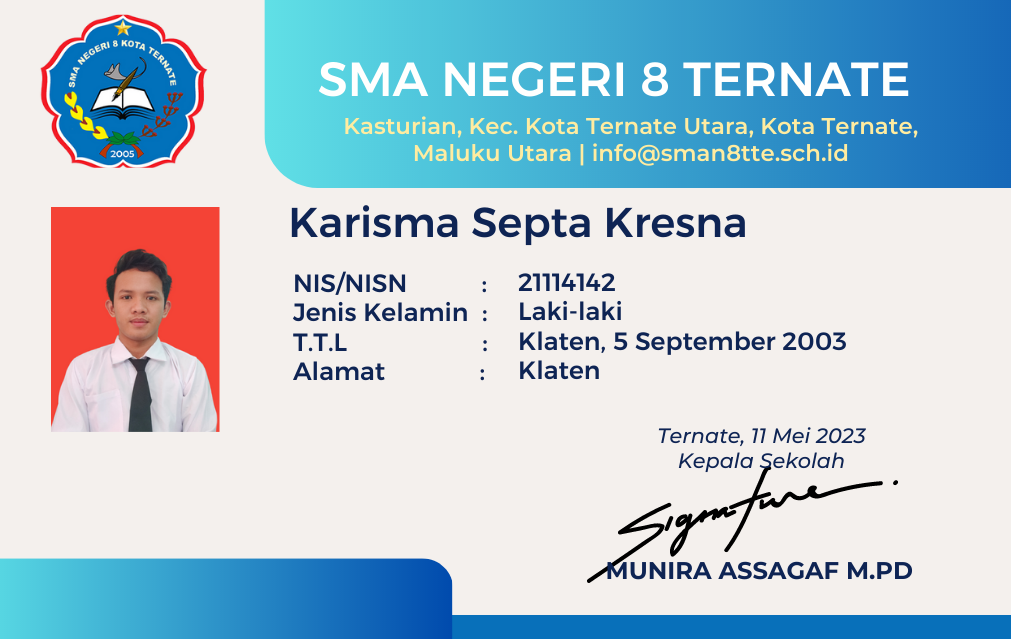 SMA NEGERI 8 KOTA TERNATE
2005
SMA NEGERI 8 TERNATE
Kasturian, Kec. Kota Ternate Utara, Kota Ternate,
Maluku Utara | info@sman8tte.sch.id
Karisma Septa Kresna
NIS/NISN : 21114142
Jenis Kelamin : Laki-laki
T.T.L : Klaten, 5 September 2003
Alamat : Klaten
Ternate, 11 Mei 2023
Kepala Sekolah
Signature.
MUNIRA ASSAGAF M.PD